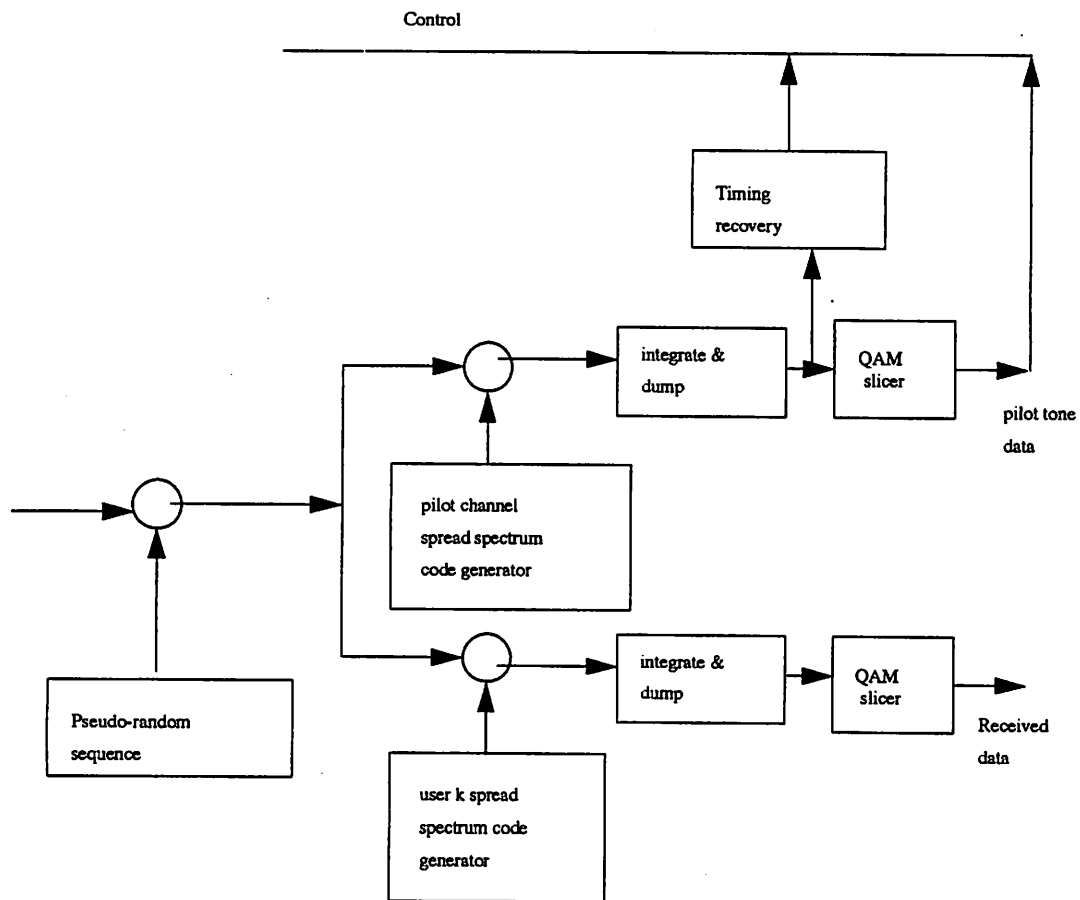 Control
Timing
recovery
integrate &
dump
QAM
slicer
pilot tone
data
pilot channel
spread spectrum
code generator
Pseudo-random
sequence
integrate &
dump
QAM
slicer
Received
data
user k spread
spectrum code
generator